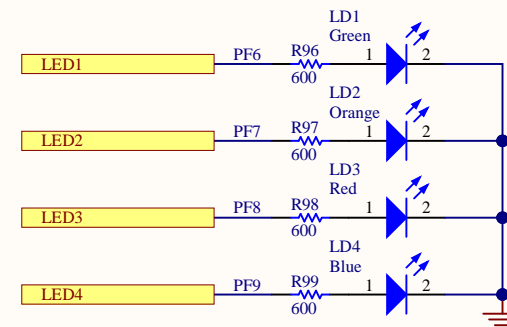 LD1
Green
LED1 PF6 R96 1 2
600
LD2
Orange
LED2 PF7 R97 1 2
600
LD3
Red
LED3 PF8 R98 1 2
600
LD4
Blue
LED4 PF9 R99 1 2
600